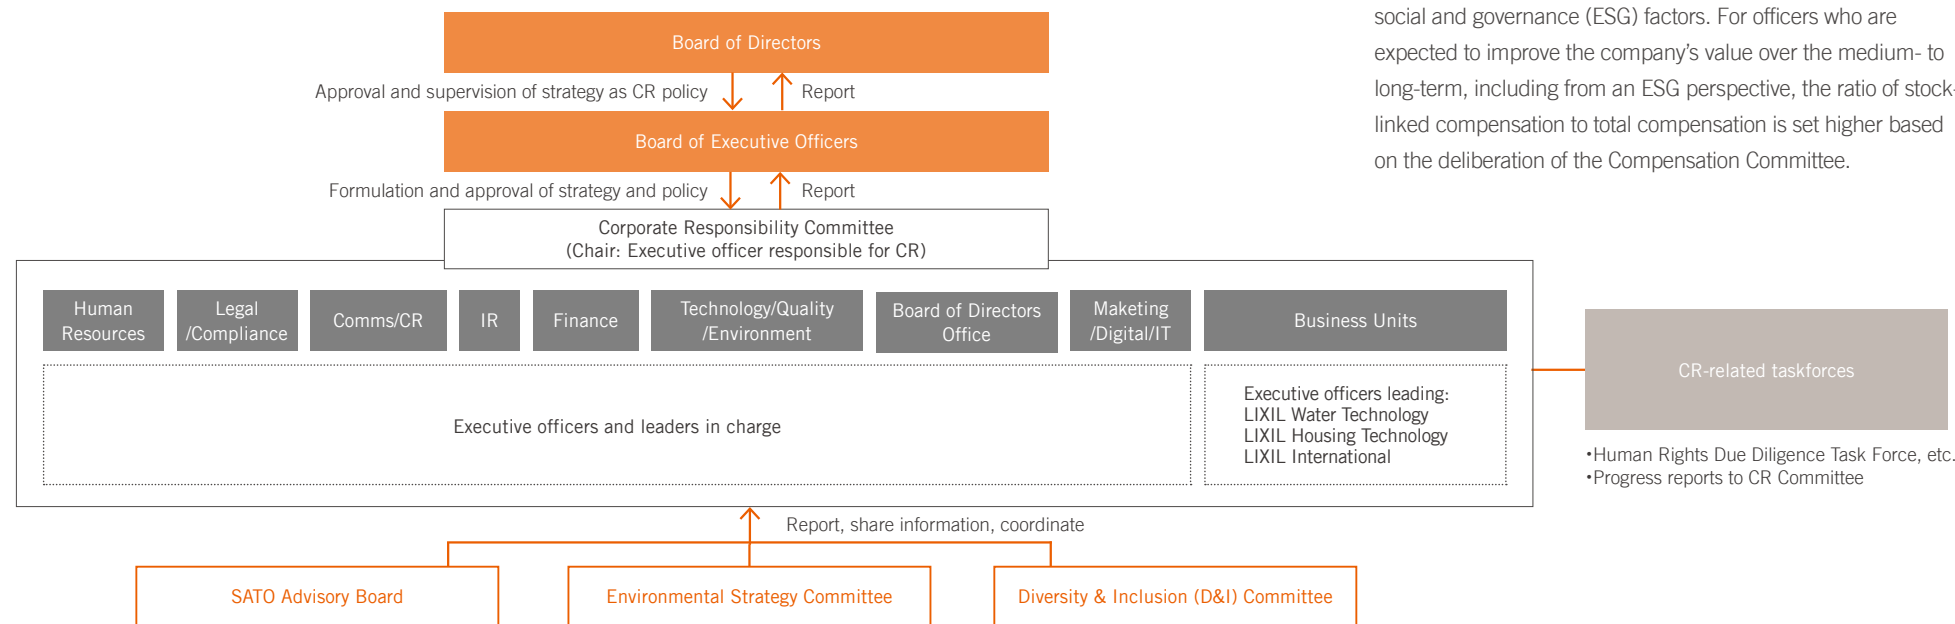 Board of Directors
Approval and supervision of strategy as CR policy
Report
Board of Executive Officers
Formulation and approval of strategy and policy
Report
Corporate Responsibility Committee
(Chair: Executive officer responsible for CR)
Human
Resources
Legal
/Compliance
Comms/CR
IR
Finance
Technology/Quality
/Environment
Board of Directors
Office
Maketing
/Digital/IT
Business Units
Executive officers and leaders in charge
Executive officers leading:
LIXIL Water Technology
LIXIL Housing Technology
LIXIL International
CR-related taskforces
•Human Rights Due Diligence Task Force, etc.
•Progress reports to CR Committee
Report, share information, coordinate
SATO Advisory Board
Environmental Strategy Committee
Diversity & Inclusion (D&I) Committee
social and governance (ESG) factors. For officers who are
expected to improve the company’s value over the medium- to
long-term, including from an ESG perspective, the ratio of stock-
linked compensation to total compensation is set higher based
on the deliberation of the Compensation Committee.